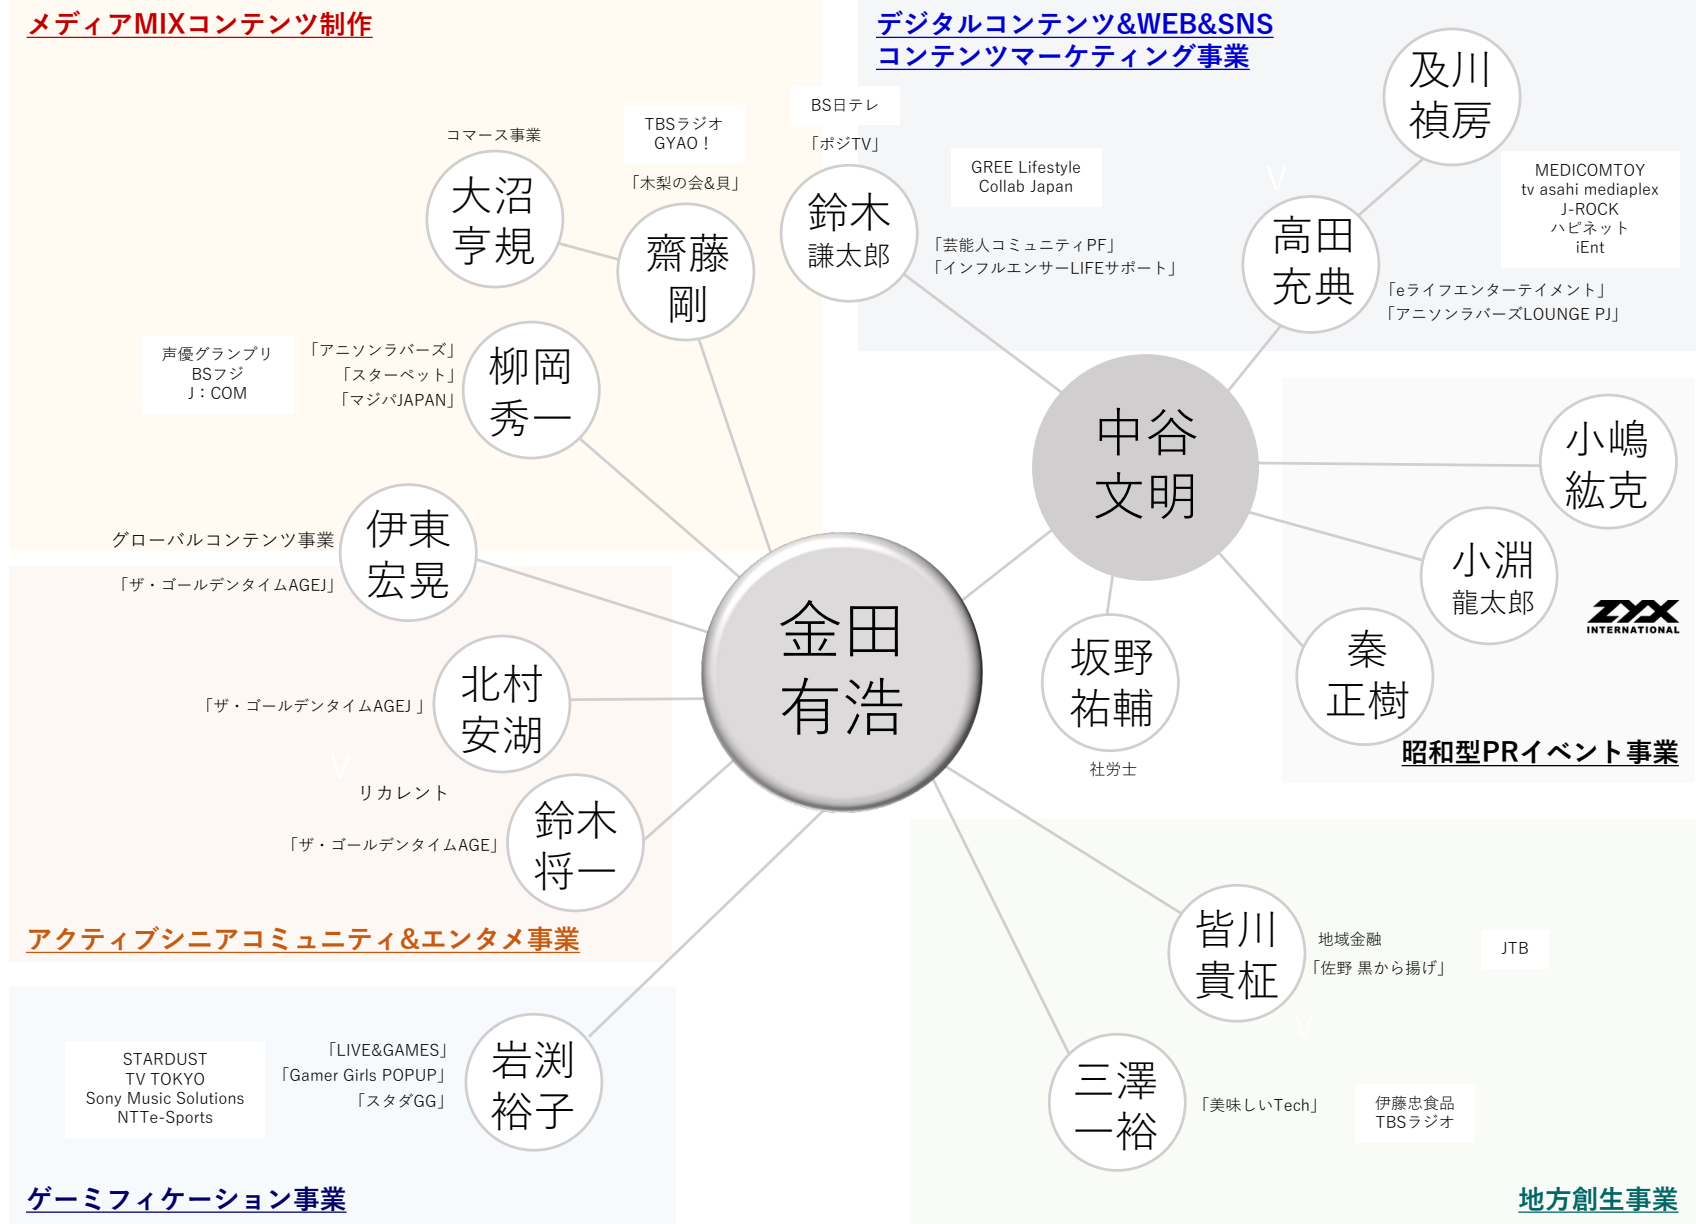 メディアMIXコンテンツ制作
デジタルコンテンツ&WEB&SNS
コンテンツマーケティング事業
コマース事業
大沼
亨規
TBSラジオ
GYAO！
「木梨の会&貝」
齋藤
剛
BS日テレ
「ポジTV」
鈴木
謙太郎
GREE Lifestyle
Collab Japan
「芸能人コミュニティPF」
「インフルエンサーLIFEサポート」
及川
禎房
V
高田
充典
MEDICOMTOY
tv asahi mediaplex
J-ROCK
ハピネット
iEnt
「eライフエンターテイメント」
「アニソンラバーズLOUNGE PJ」
声優グランプリ
BSフジ
J：COM
「アニソンラバーズ」
「スターペット」
「マジパJAPAN」
柳岡
秀一
中谷
文明
小嶋
紘克
グローバルコンテンツ事業
「ザ・ゴールデンタイムAGEJ」
伊東
宏晃
小淵
龍太郎
ZYX
INTERNATIONAL
金田
有浩
坂野
祐輔
社労士
秦
正樹
昭和型PRイベント事業
「ザ・ゴールデンタイムAGEJ 」
北村
安湖
V
リカレント
「ザ・ゴールデンタイムAGE」
鈴木
将一
アクティブシニアコミュニティ&エンタメ事業
皆川
貴柾
地域金融
「佐野 黒から揚げ」
JTB
V
STARDUST
TV TOKYO
Sony Music Solutions
NTTe-Sports
「LIVE&GAMES」
「Gamer Girls POPUP」
「スタダGG」
岩渕
裕子
三澤
一裕
「美味しいTech」
伊藤忠食品
TBSラジオ
ゲーミフィケーション事業
地方創生事業